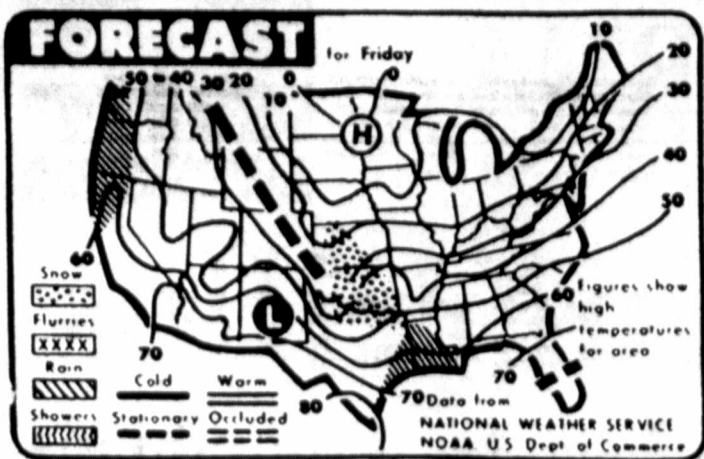 FORECAST
for Friday
50 40 30 20 10 0 0
10 20 30 40 50
H
L
60
70
80
70
70
60
Snow
Flurries
XXXX
Rain
Showers
Cold Warm
Stationary Occluded
Figures show
high
temperatures
for area
Data from
NATIONAL WEATHER SERVICE
NOAA U S Dept of Commerce